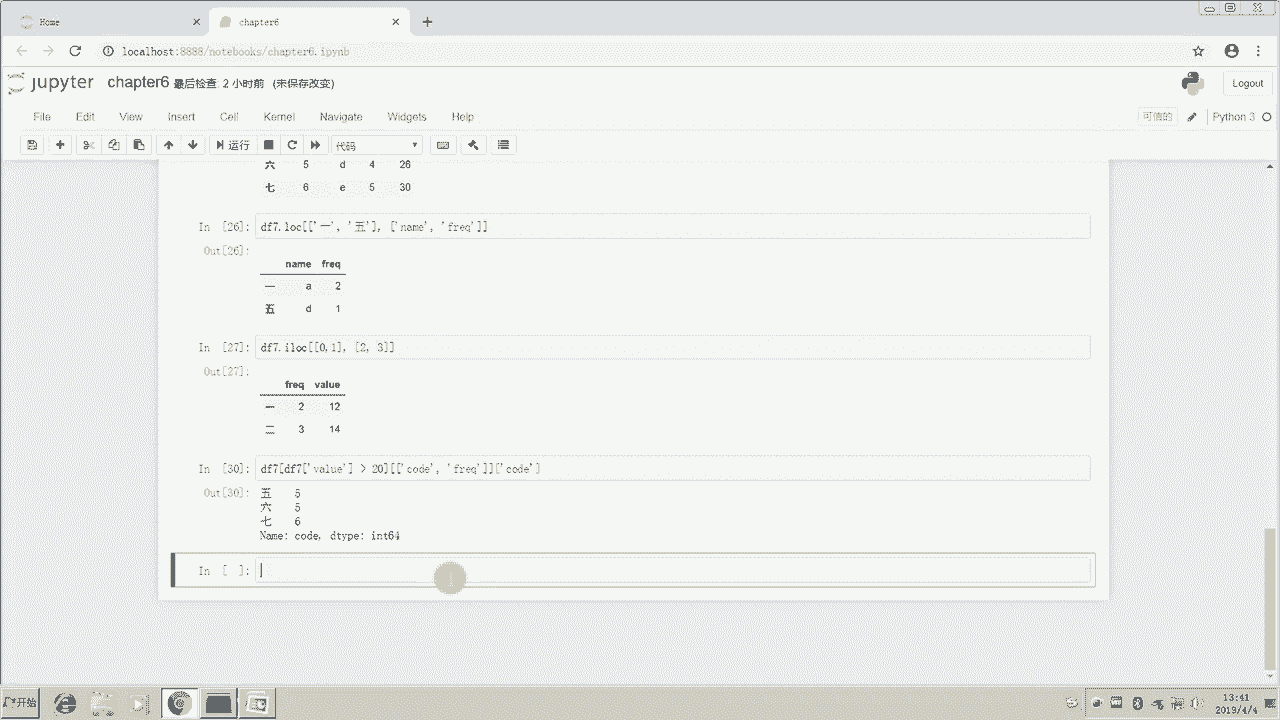 Home
chapter6
localhost:8888/notebooks/chapter6.ipynb
jupyter chapter6 最后检查: 2 小时前 (未保存改变)
Logout
File Edit View Insert Cell Kernel Navigate Widgets Help
可信的 Python 3
运行 代码
六 5 d 4 26
七 6 e 5 30
In [26]: df7.loc[['一', '五'], ['name', 'freq']]
Out[26]:
name freq
一 a 2
五 d 1
In [27]: df7.iloc[[0,1], [2, 3]]
Out[27]:
freq value
一 2 12
二 3 14
In [30]: df7[df7['value'] > 20][['code', 'freq']]['code']
Out[30]: 五 5
六 5
七 6
Name: code, dtype: int64
In [ ]:
开始
13:41
2019/4/4